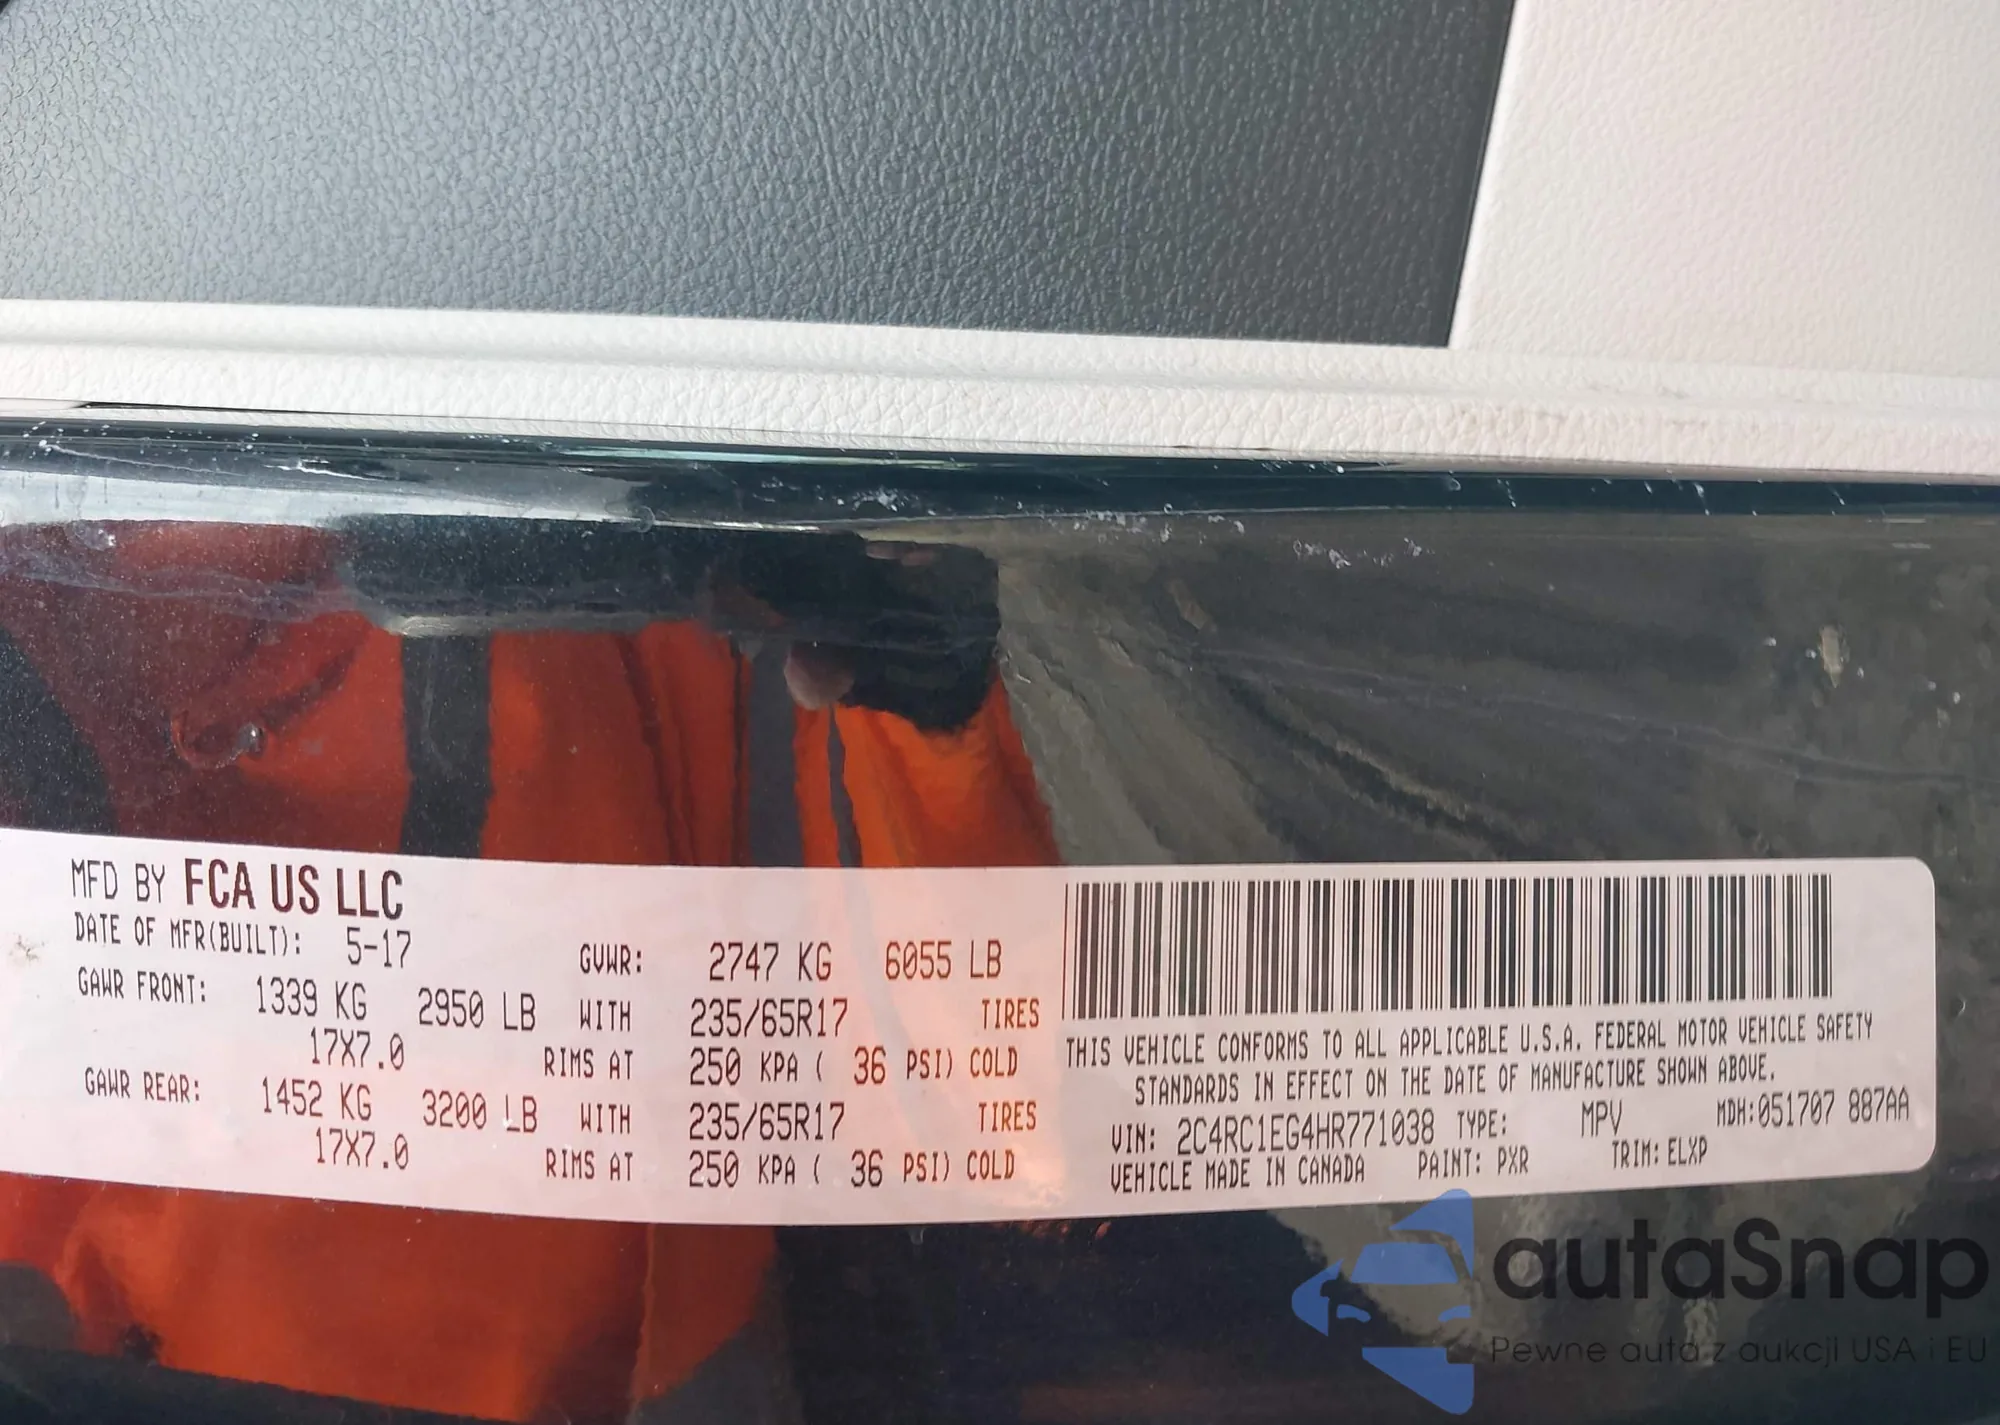 MFD BY FCA US LLC
DATE OF MFR(BUILT): 5-17
GVWR: 2747 KG 6055 LB
GAWR FRONT: 1339 KG 2950 LB WITH 235/65R17 TIRES
17X7.0 RIMS AT 250 KPA ( 36 PSI) COLD
GAWR REAR: 1452 KG 3200 LB WITH 235/65R17 TIRES
17X7.0 RIMS AT 250 KPA ( 36 PSI) COLD
THIS VEHICLE CONFORMS TO ALL APPLICABLE U.S.A. FEDERAL MOTOR VEHICLE SAFETY
STANDARDS IN EFFECT ON THE DATE OF MANUFACTURE SHOWN ABOVE.
VIN: 2C4RC1EG4HR771038 TYPE: MPV MDH:051707 887AA
VEHICLE MADE IN CANADA PAINT: PXR TRIM: ELXP
autaSnap
Pewne auta z aukcji USA i EU